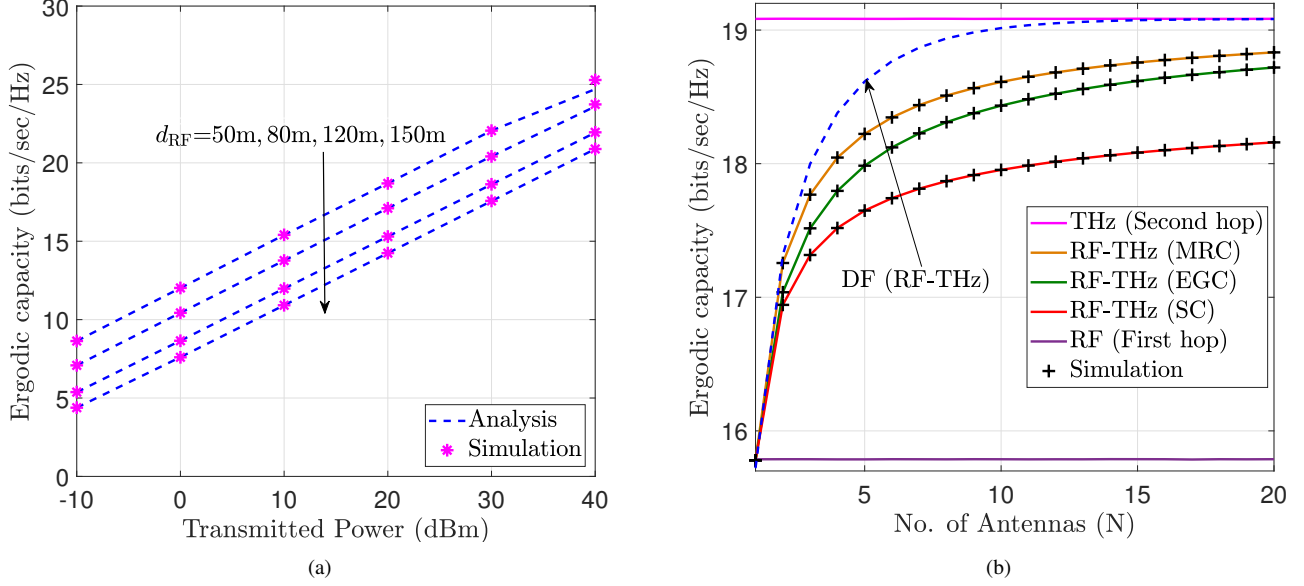 30
25
20
15
10
5
0
Ergodic capacity (bits/sec/Hz)
d_RF=50m, 80m, 120m, 150m
Analysis
Simulation
-10 0 10 20 30 40
Transmitted Power (dBm)
(a)
19
18
17
16
Ergodic capacity (bits/sec/Hz)
DF (RF-THz)
THz (Second hop)
RF-THz (MRC)
RF-THz (EGC)
RF-THz (SC)
RF (First hop)
Simulation
5 10 15 20
No. of Antennas (N)
(b)